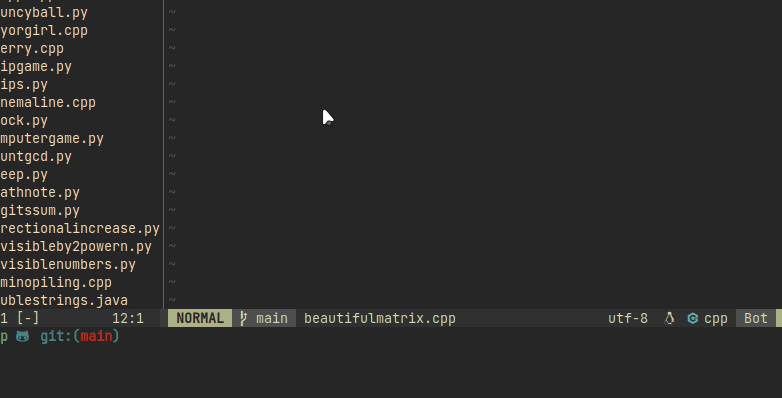 uncyball.py
yorgirl.cpp
erry.cpp
ipgame.py
ips.py
nemaline.cpp
ock.py
mputergame.py
untgcd.py
eep.py
athnote.py
gitssum.py
rectionalincrease.py
visibleby2powern.py
visiblenumbers.py
minopiling.cpp
ublestrings.java
1 [-] 12:1 NORMAL main beautifulmatrix.cpp utf-8 cpp Bot
p git:(main)